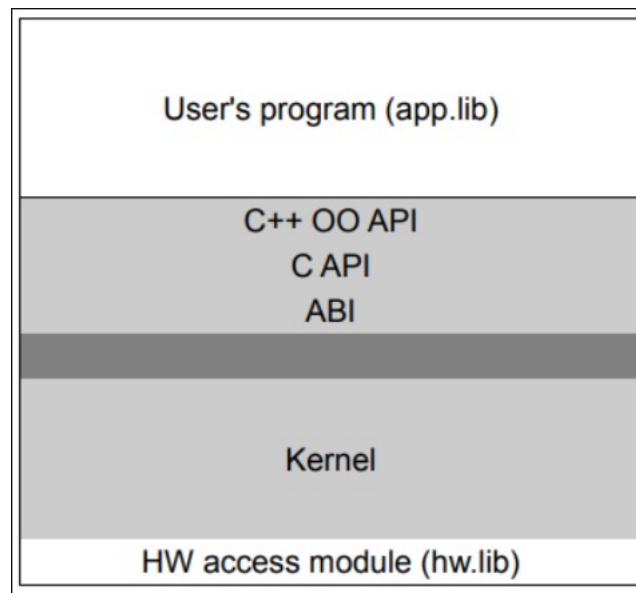 User's program (app.lib)
C++ OO API
C API
ABI
Kernel
HW access module (hw.lib)